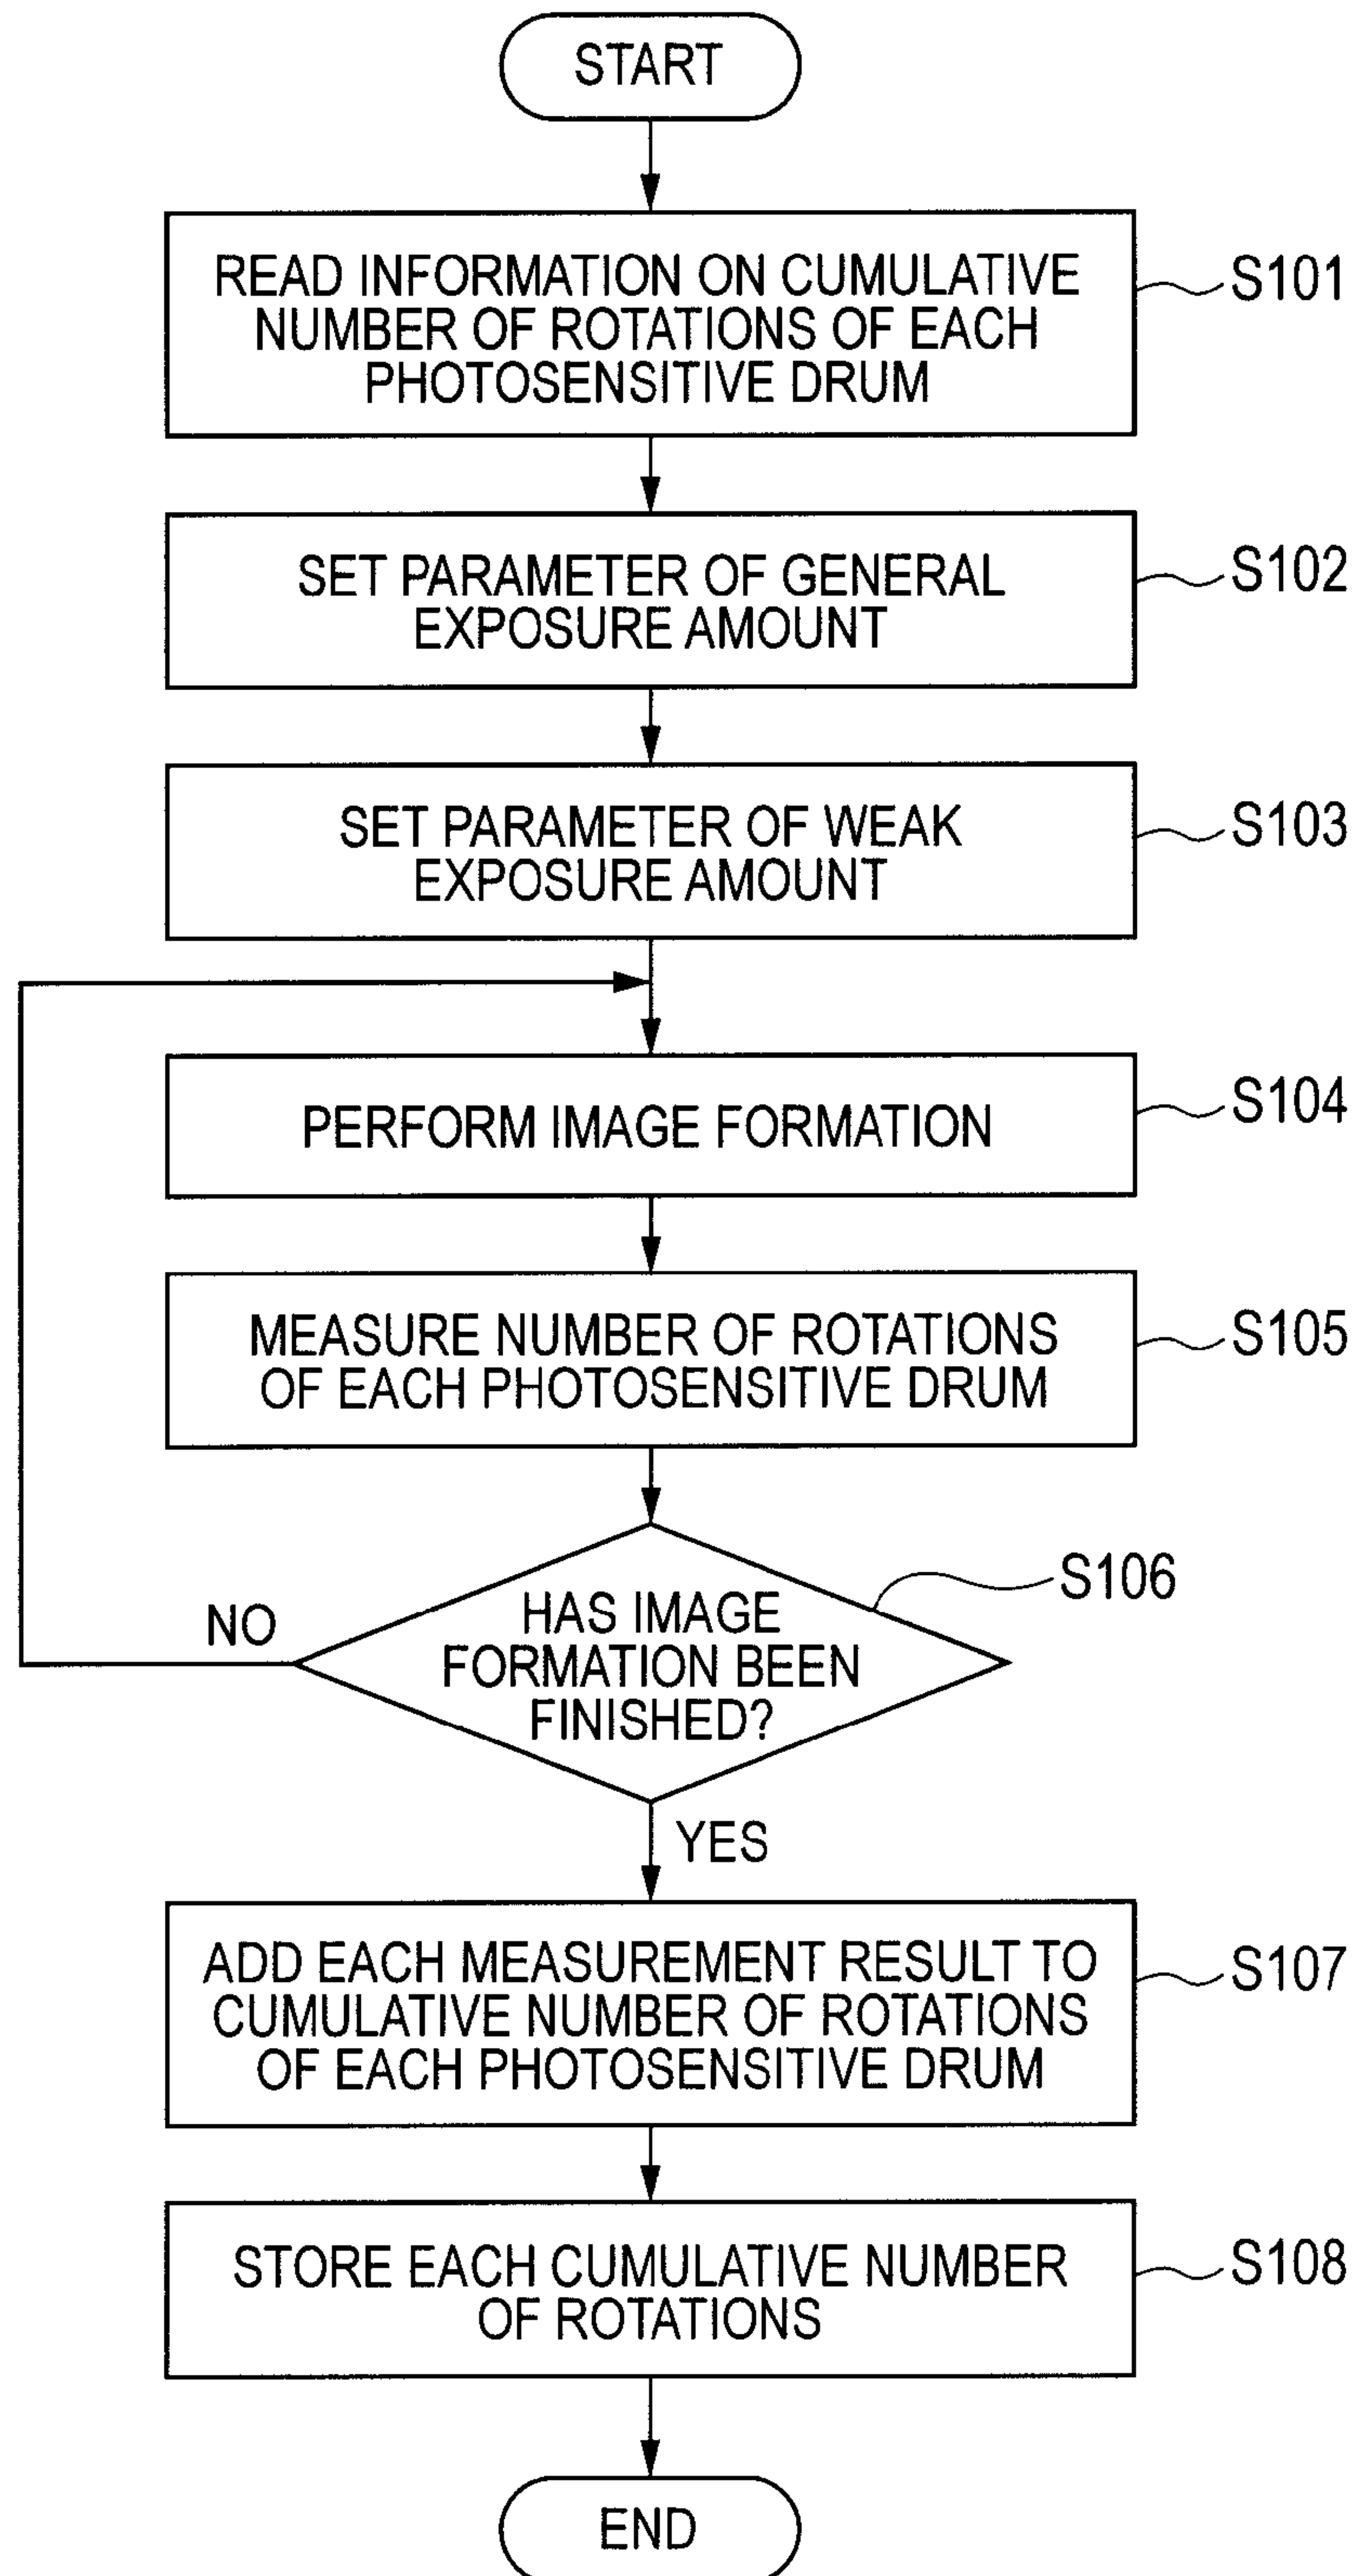 START
READ INFORMATION ON CUMULATIVE
NUMBER OF ROTATIONS OF EACH
PHOTOSENSITIVE DRUM
S101
SET PARAMETER OF GENERAL
EXPOSURE AMOUNT
S102
SET PARAMETER OF WEAK
EXPOSURE AMOUNT
S103
PERFORM IMAGE FORMATION
S104
MEASURE NUMBER OF ROTATIONS
OF EACH PHOTOSENSITIVE DRUM
S105
HAS IMAGE
FORMATION BEEN
FINISHED?
S106
NO
YES
ADD EACH MEASUREMENT RESULT TO
CUMULATIVE NUMBER OF ROTATIONS
OF EACH PHOTOSENSITIVE DRUM
S107
STORE EACH CUMULATIVE NUMBER
OF ROTATIONS
S108
END